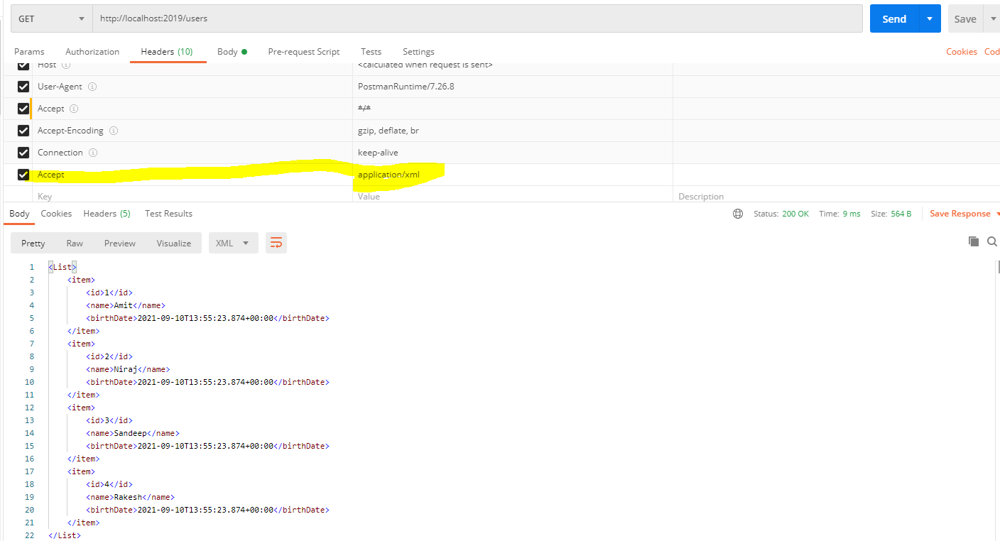 GET http://localhost:2019/users Send Save
Params Authorization Headers (10) Body Pre-request Script Tests Settings Cookies Cod
Host <calculated when request is sent>
User-Agent PostmanRuntime/7.26.8
Accept */*
Accept-Encoding gzip, deflate, br
Connection keep-alive
Accept application/xml
Key Value Description
Body Cookies Headers (5) Test Results Status: 200 OK Time: 9 ms Size: 564 B Save Response
Pretty Raw Preview Visualize XML
1 <List>
2 <item>
3 <id>1</id>
4 <name>Amit</name>
5 <birthDate>2021-09-10T13:55:23.874+00:00</birthDate>
6 </item>
7 <item>
8 <id>2</id>
9 <name>Niraj</name>
10 <birthDate>2021-09-10T13:55:23.874+00:00</birthDate>
11 </item>
12 <item>
13 <id>3</id>
14 <name>Sandeep</name>
15 <birthDate>2021-09-10T13:55:23.874+00:00</birthDate>
16 </item>
17 <item>
18 <id>4</id>
19 <name>Rakesh</name>
20 <birthDate>2021-09-10T13:55:23.874+00:00</birthDate>
21 </item>
22 </List>